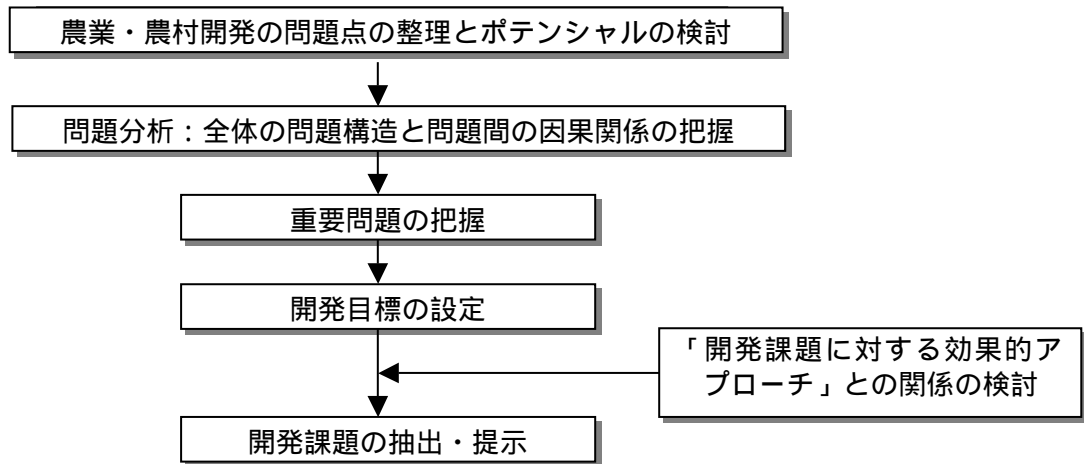 農業・農村開発の問題点の整理とポテンシャルの検討
問題分析：全体の問題構造と問題間の因果関係の把握
重要問題の把握
開発目標の設定
「開発課題に対する効果的ア
プローチ」との関係の検討
開発課題の抽出・提示